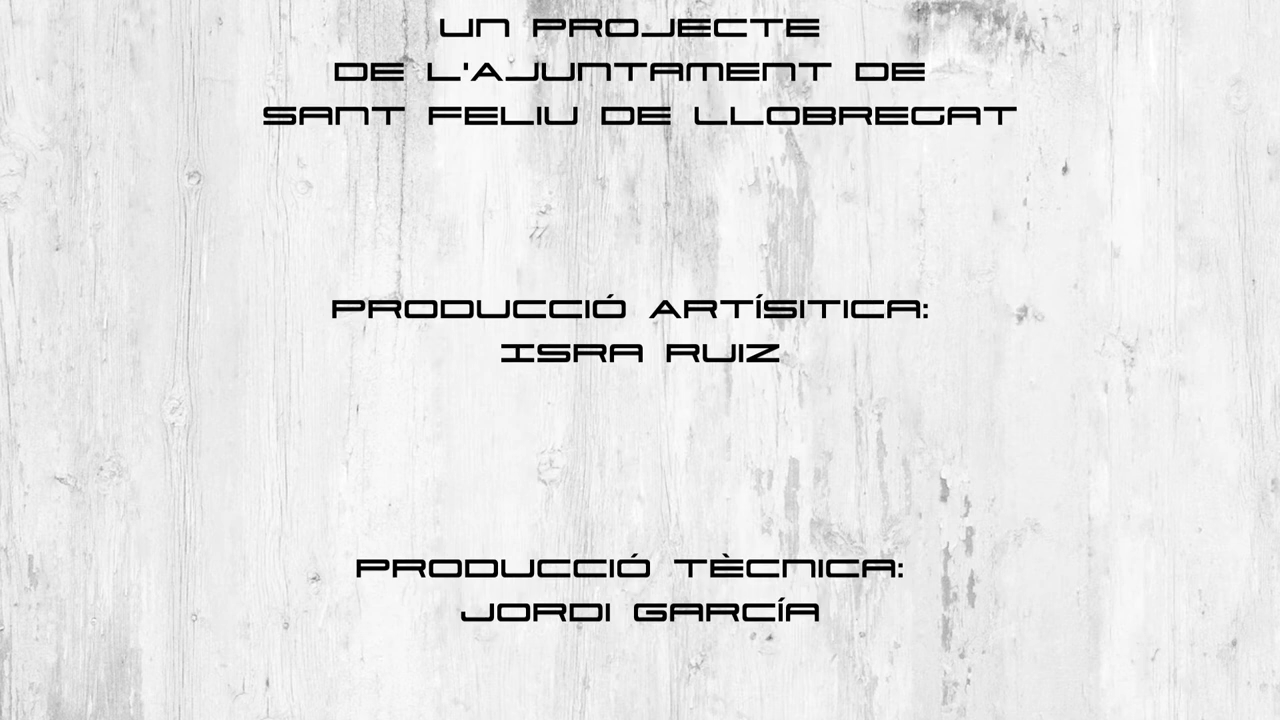 UN PROJECTE
DE L'AJUNTAMENT DE
SANT FELIU DE LLOBREGAT
PRODUCCIÓ ARTÍSITICA:
ISRA RUIZ
PRODUCCIÓ TÈCNICA:
JORDI GARCÍA